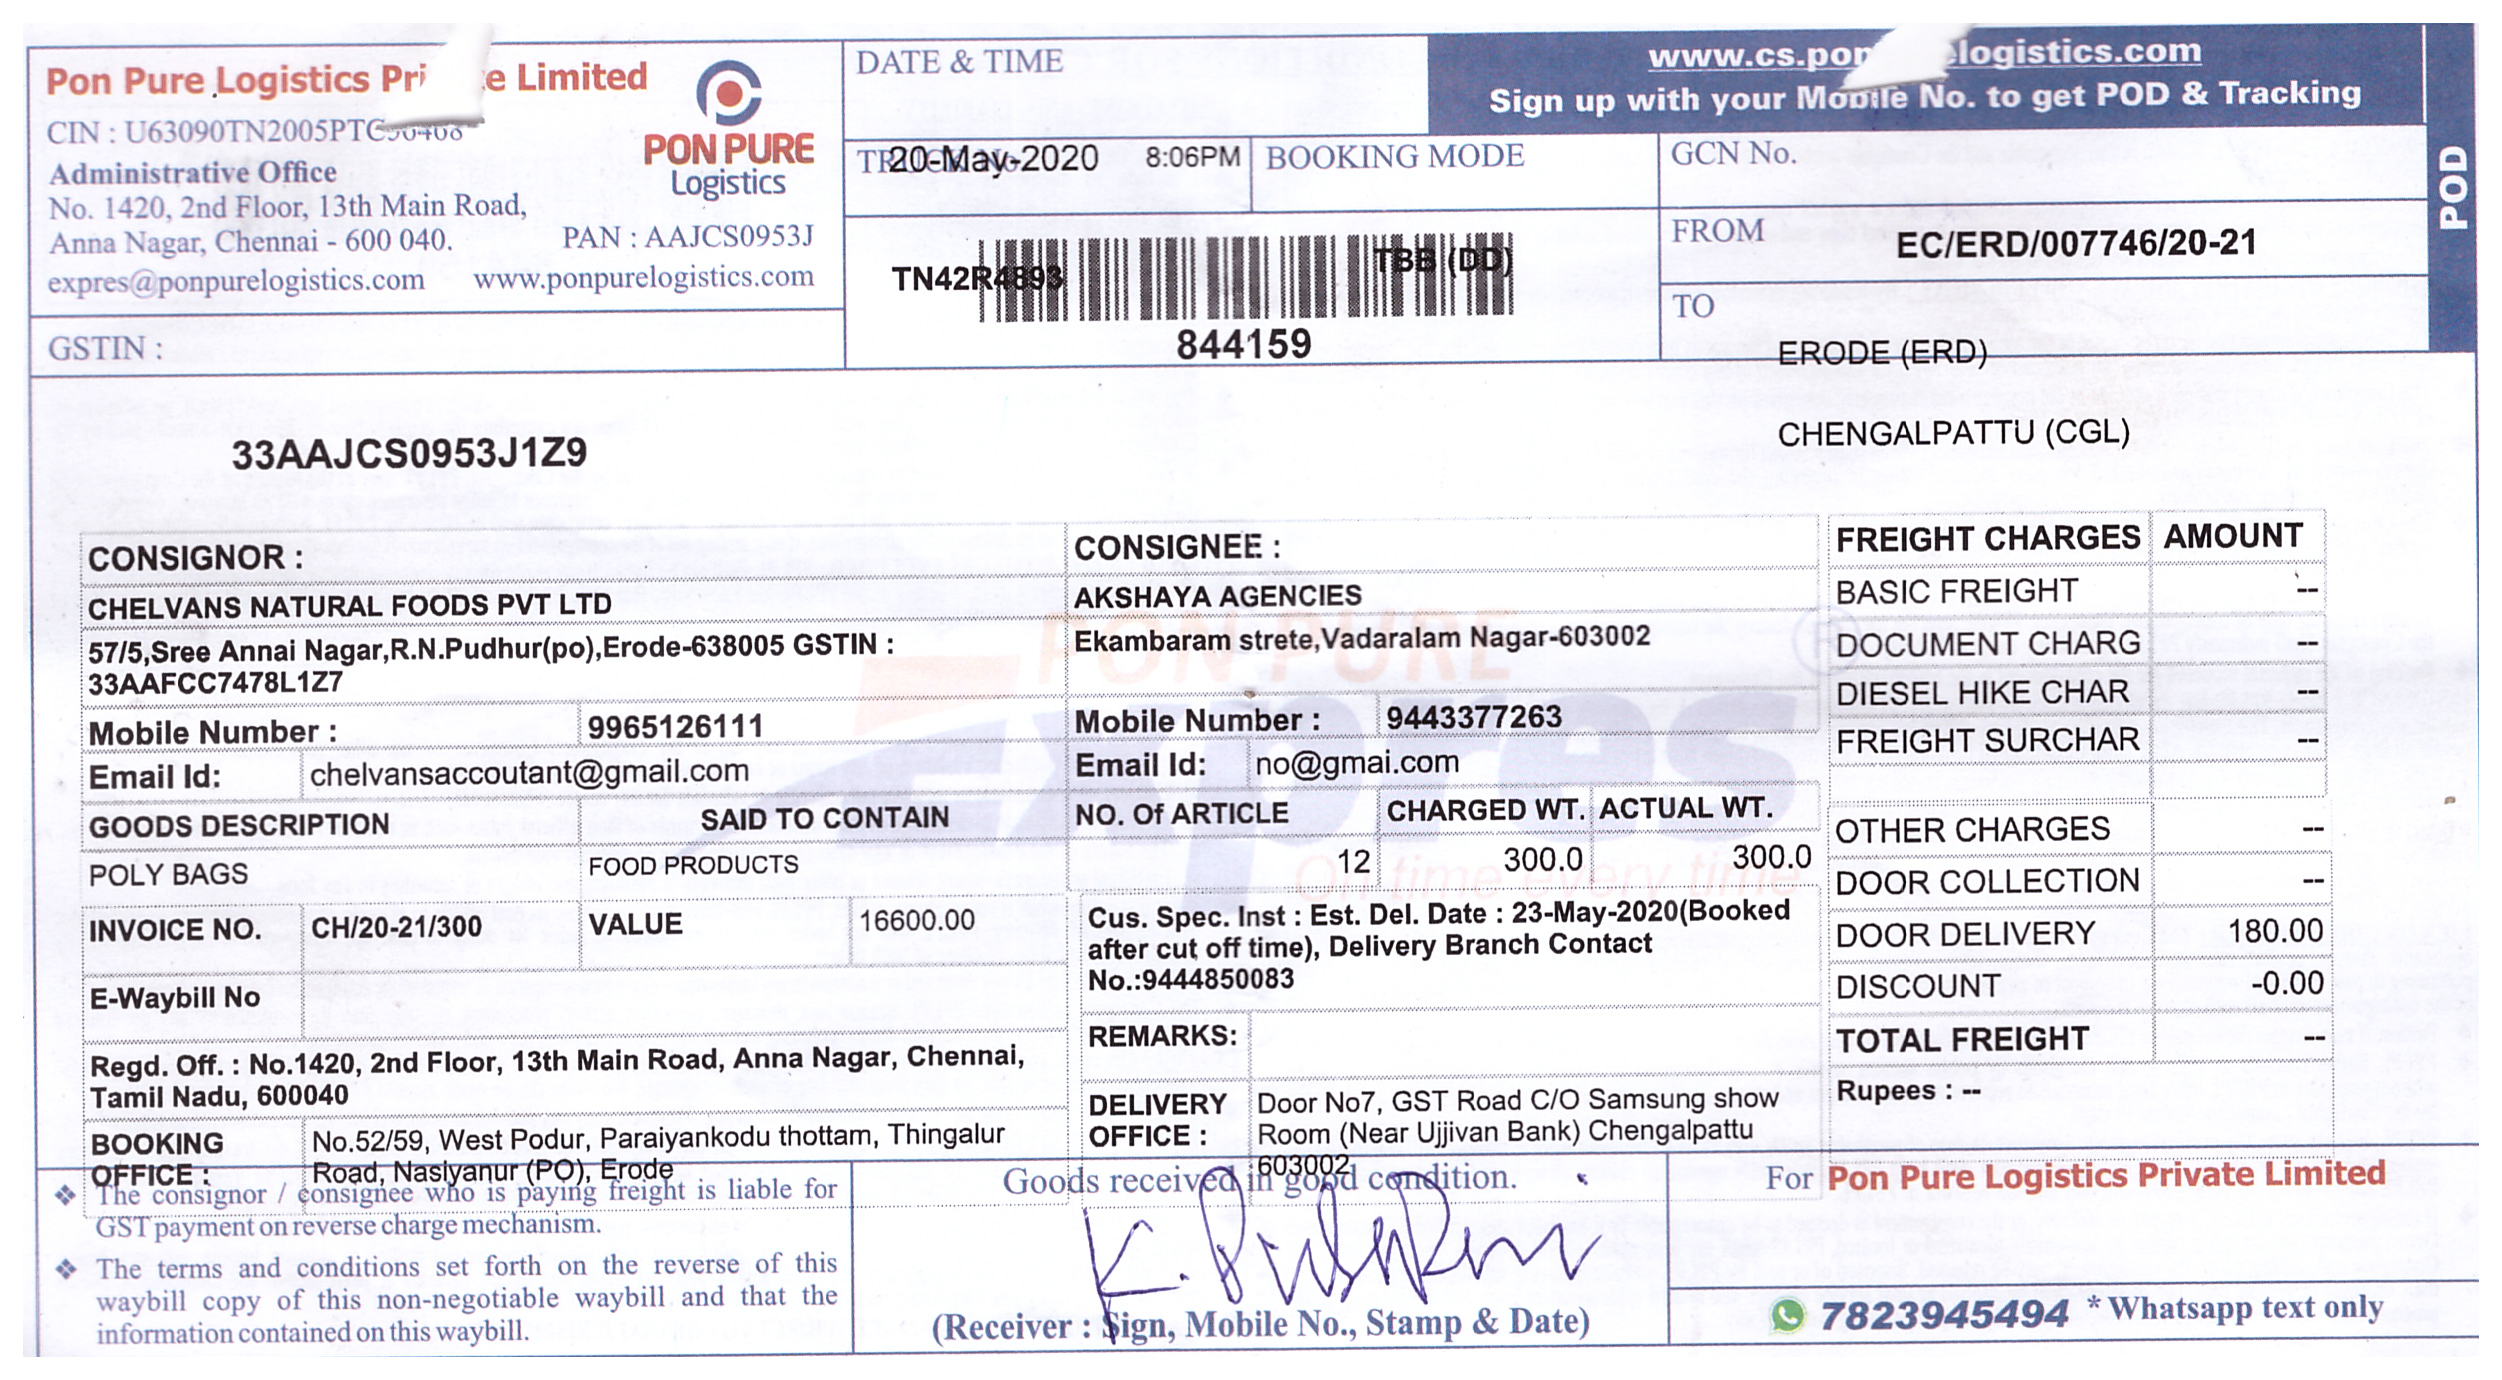 Pon Pure Logistics Pri e Limited
CIN : U63090TN2005PTC
Administrative Office
No. 1420, 2nd Floor, 13th Main Road,
Anna Nagar, Chennai - 600 040.
PAN : AAJCS0953J
expres@ponpurelogistics.com www.ponpurelogistics.com
PON PURE
Logistics
GSTIN :
33AAJCS0953J1Z9
DATE & TIME
20-May-2020 8:06PM
BOOKING MODE
TN42R4893
TBB (DD)
844159
www.cs.pon elogistics.com
Sign up with your Mobile No. to get POD & Tracking
POD
GCN No.
FROM
EC/ERD/007746/20-21
TO
ERODE (ERD)
CHENGALPATTU (CGL)
CONSIGNOR :
CHELVANS NATURAL FOODS PVT LTD
57/5,Sree Annai Nagar,R.N.Pudhur(po),Erode-638005 GSTIN :
33AAFCC7478L1Z7
Mobile Number : 9965126111
Email Id: chelvansaccoutant@gmail.com
GOODS DESCRIPTION SAID TO CONTAIN
POLY BAGS FOOD PRODUCTS
INVOICE NO. CH/20-21/300 VALUE 16600.00
E-Waybill No
Regd. Off. : No.1420, 2nd Floor, 13th Main Road, Anna Nagar, Chennai,
Tamil Nadu, 600040
BOOKING OFFICE : No.52/59, West Podur, Paraiyankodu thottam, Thingalur
Road, Nasiyanur (PO), Erode
CONSIGNEE :
AKSHAYA AGENCIES
Ekambaram strete,Vadaralam Nagar-603002
Mobile Number : 9443377263
Email Id: no@gmai.com
NO. Of ARTICLE CHARGED WT. ACTUAL WT.
12 300.0 300.0
Cus. Spec. Inst : Est. Del. Date : 23-May-2020(Booked
after cut off time), Delivery Branch Contact
No.:9444850083
REMARKS:
DELIVERY OFFICE : Door No7, GST Road C/O Samsung show
Room (Near Ujjivan Bank) Chengalpattu
603002
PON PURE
Expres
On time every time
®
FREIGHT CHARGES AMOUNT
BASIC FREIGHT --
DOCUMENT CHARG --
DIESEL HIKE CHAR --
FREIGHT SURCHAR --
OTHER CHARGES --
DOOR COLLECTION --
DOOR DELIVERY 180.00
DISCOUNT -0.00
TOTAL FREIGHT --
Rupees : --
❖ The consignor / consignee who is paying freight is liable for
GST payment on reverse charge mechanism.
❖ The terms and conditions set forth on the reverse of this
waybill copy of this non-negotiable waybill and that the
information contained on this waybill.
Goods received in good condition.
(Receiver : Sign, Mobile No., Stamp & Date)
For Pon Pure Logistics Private Limited
7823945494 * Whatsapp text only